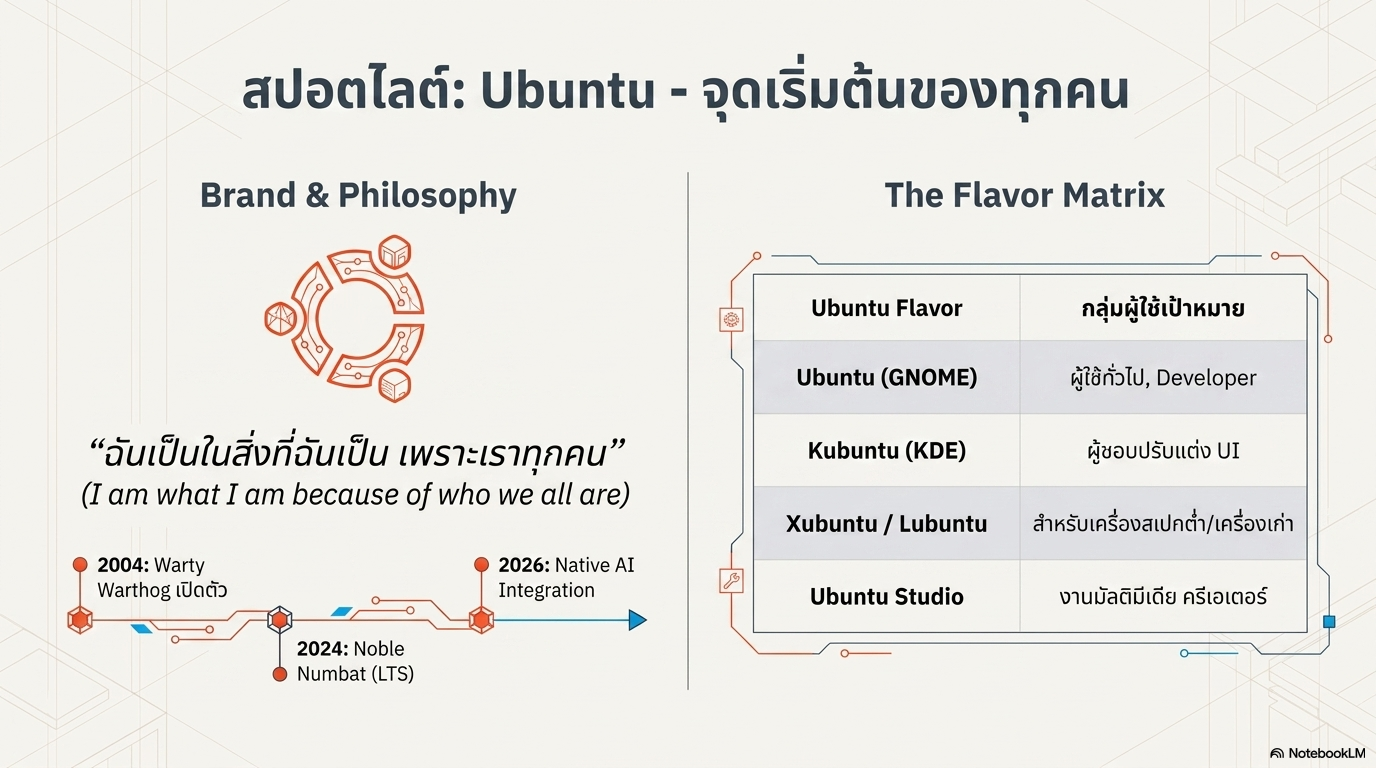 สปอตไลต์: Ubuntu - จุดเริ่มต้นของทุกคน
Brand & Philosophy
“ฉันเป็นในสิ่งที่ฉันเป็น เพราะเราทุกคน”
(I am what I am because of who we all are)
2004: Warty
Warthog เปิดตัว
2024: Noble
Numbat (LTS)
2026: Native AI
Integration
The Flavor Matrix
Ubuntu Flavor กลุ่มผู้ใช้เป้าหมาย
Ubuntu (GNOME) ผู้ใช้ทั่วไป, Developer
Kubuntu (KDE) ผู้ชอบปรับแต่ง UI
Xubuntu / Lubuntu สำหรับเครื่องสเปคต่ำ/เครื่องเก่า
Ubuntu Studio งานมัลติมีเดีย ครีเอเตอร์
NotebookLM